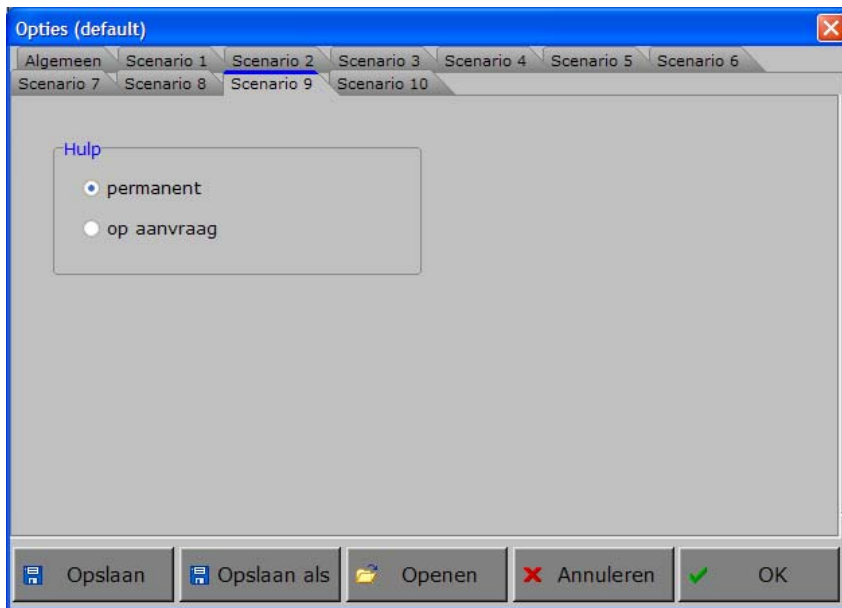 Opties (default)
Algemeen Scenario 1 Scenario 2 Scenario 3 Scenario 4 Scenario 5 Scenario 6
Scenario 7 Scenario 8 Scenario 9 Scenario 10
Hulp
permanent
op aanvraag
Opslaan Opslaan als Openen Annuleren OK